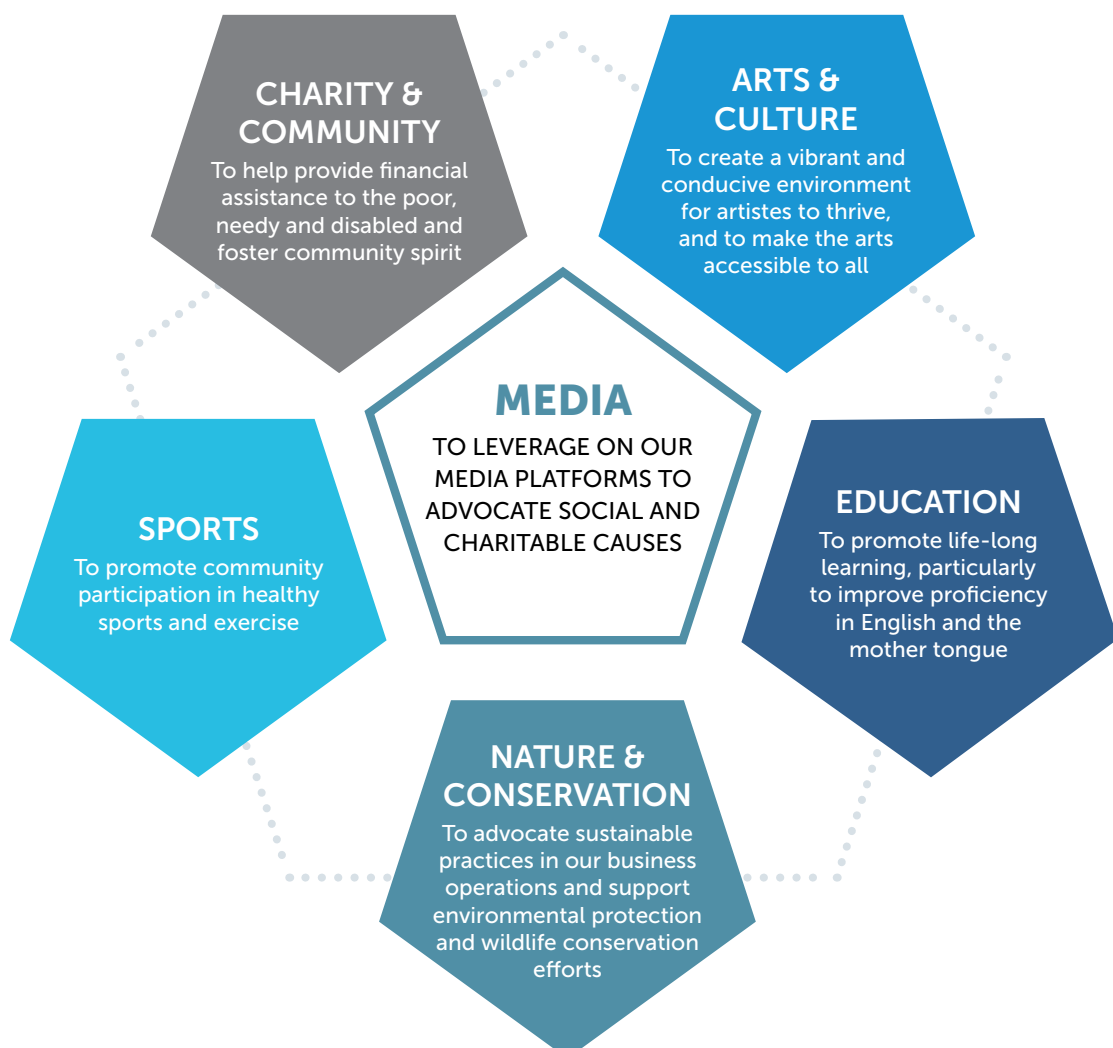 CHARITY &
COMMUNITY
To help provide financial
assistance to the poor,
needy and disabled and
foster community spirit
ARTS &
CULTURE
To create a vibrant and
conducive environment
for artistes to thrive,
and to make the arts
accessible to all
MEDIA
TO LEVERAGE ON OUR
MEDIA PLATFORMS TO
ADVOCATE SOCIAL AND
CHARITABLE CAUSES
SPORTS
To promote community
participation in healthy
sports and exercise
EDUCATION
To promote life-long
learning, particularly
to improve proficiency
in English and the
mother tongue
NATURE &
CONSERVATION
To advocate sustainable
practices in our business
operations and support
environmental protection
and wildlife conservation
efforts